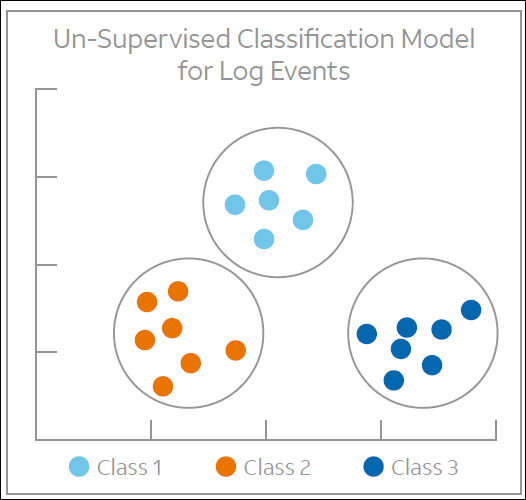 Un-Supervised Classification Model
for Log Events
Class 1
Class 2
Class 3